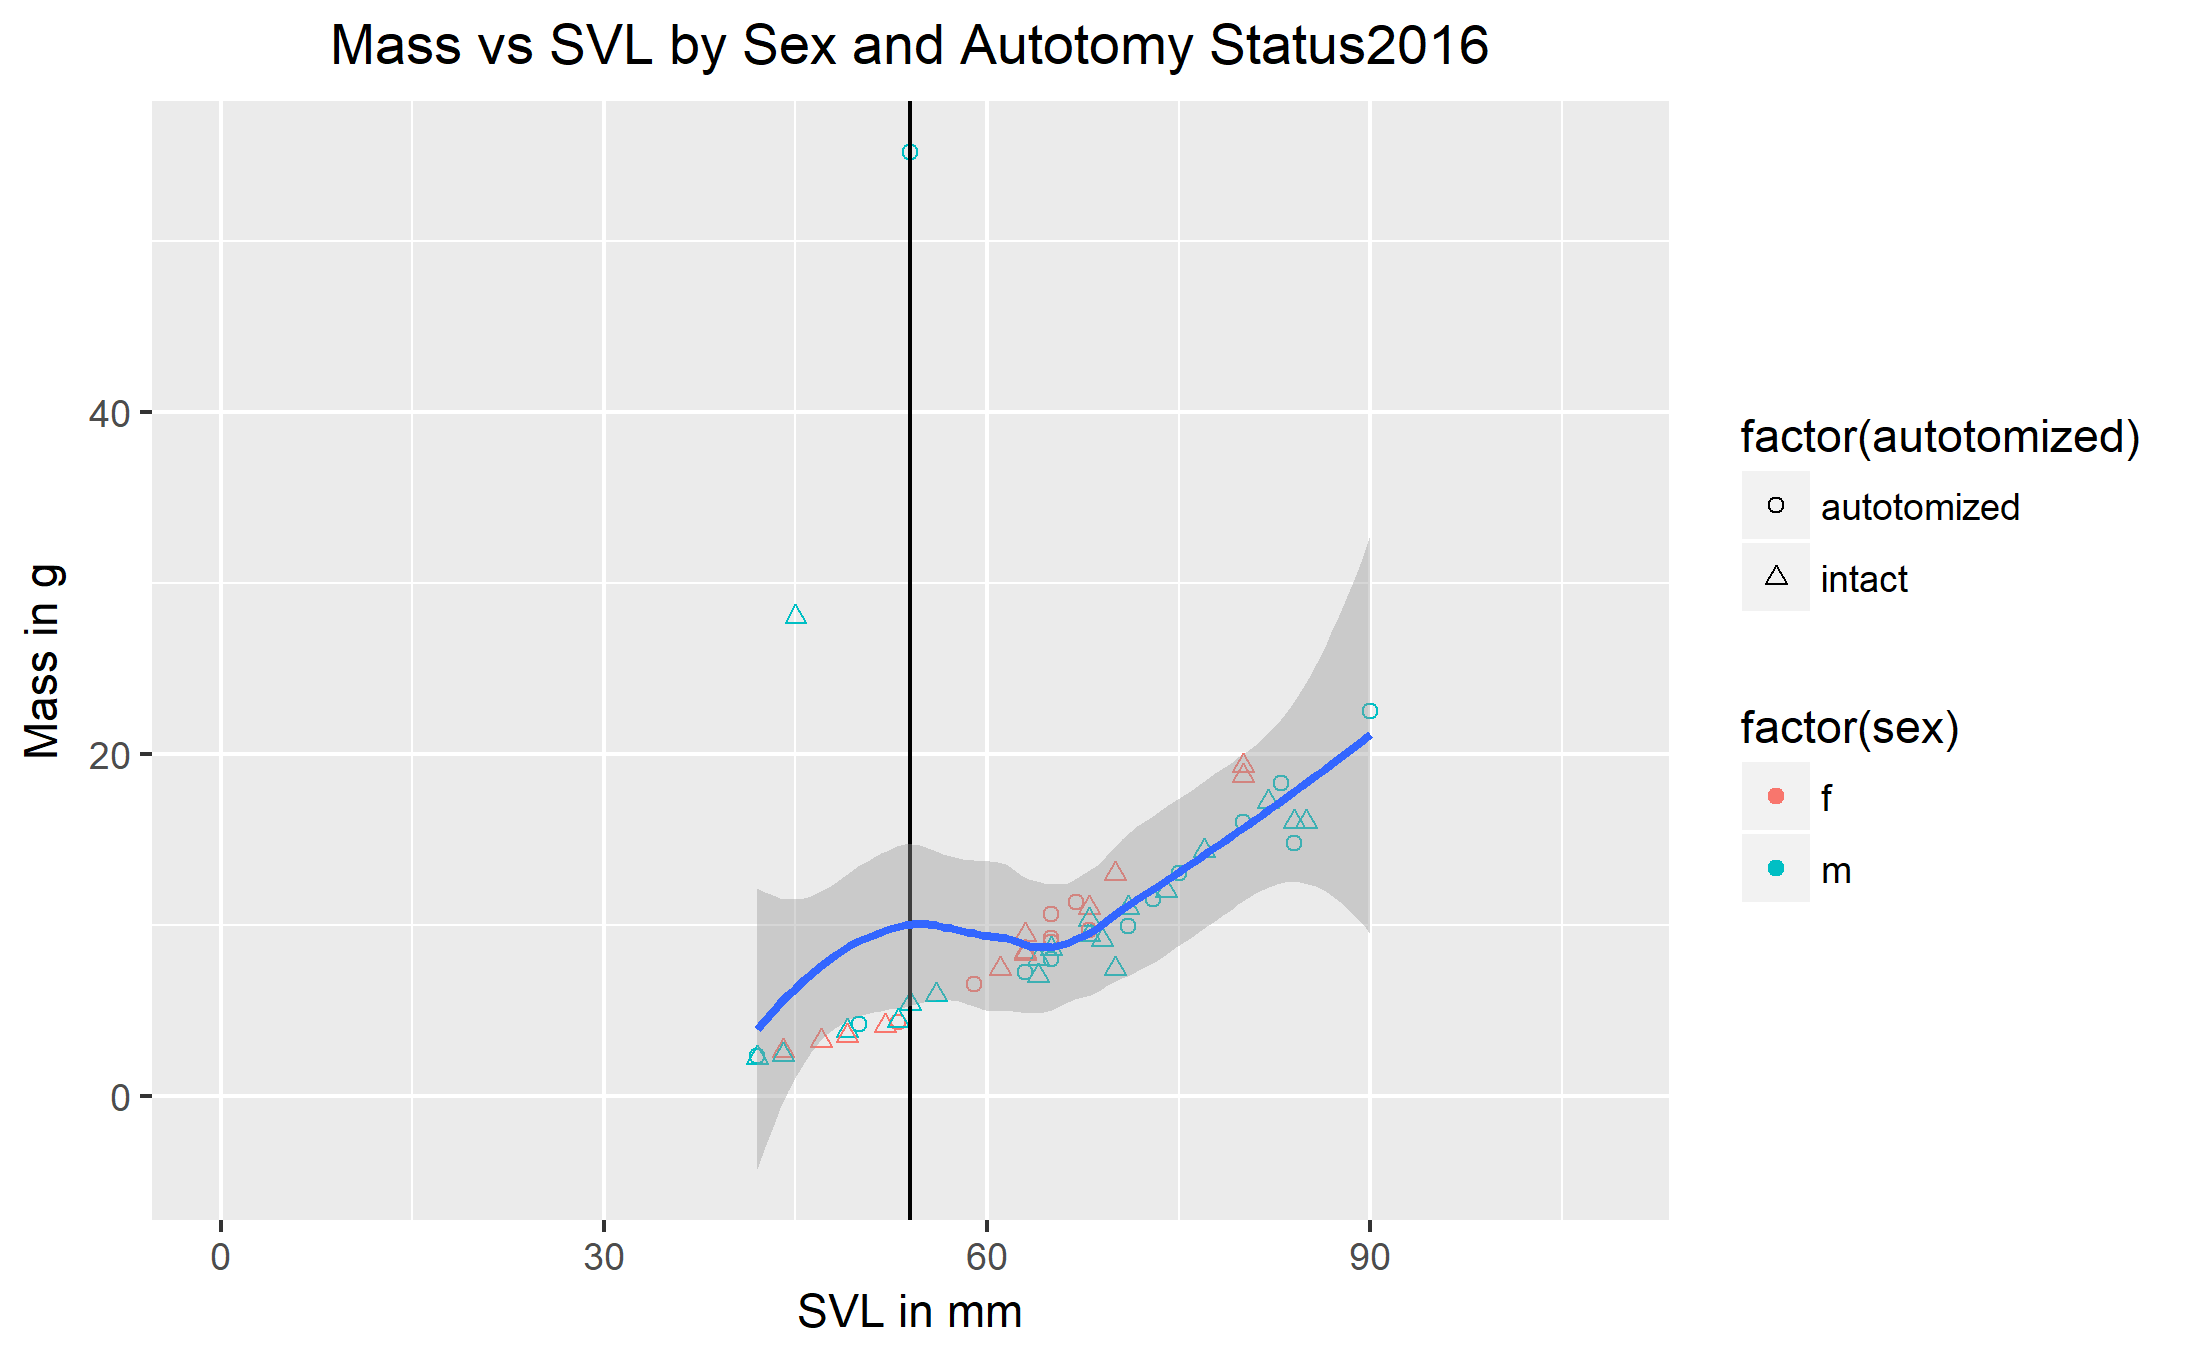 Mass vs SVL by Sex and Autotomy Status2016
Mass in g
40
20
0
0
30
60
90
SVL in mm
factor(autotomized)
autotomized
intact
factor(sex)
f
m